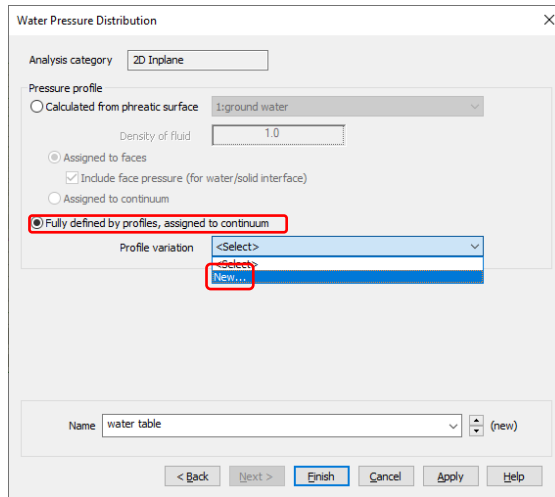 Water Pressure Distribution
Analysis category 2D Inplane
Pressure profile
Calculated from phreatic surface 1:ground water
Density of fluid 1.0
Assigned to faces
Include face pressure (for water/solid interface)
Assigned to continuum
Fully defined by profiles, assigned to continuum
Profile variation <Select>
<Select>
New...
Name water table (new)
< Back Next > Finish Cancel Apply Help